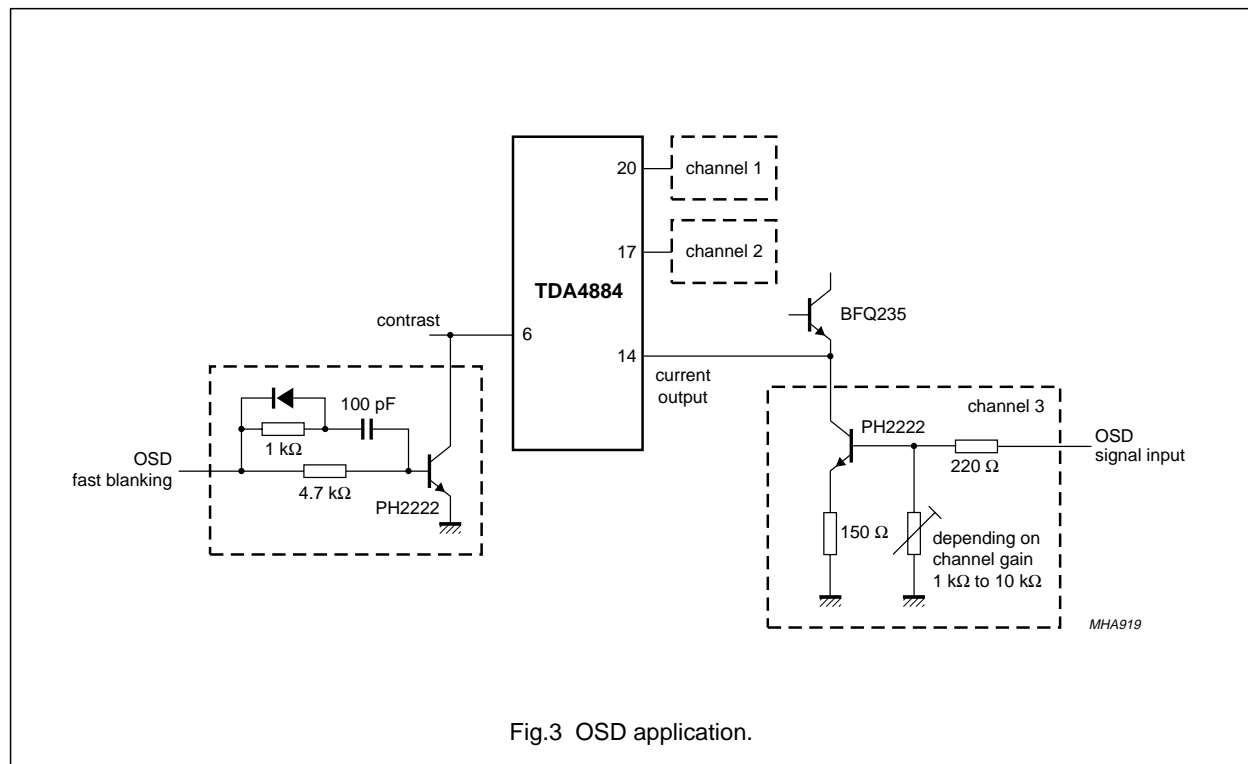 20
channel 1
17
channel 2
TDA4884
BFQ235
contrast
6
14
current
output
channel 3
100 pF
PH2222
OSD
signal input
1 kΩ
220 Ω
OSD
fast blanking
4.7 kΩ
PH2222
150 Ω
depending on
channel gain
1 kΩ to 10 kΩ
MHA919
Fig.3 OSD application.